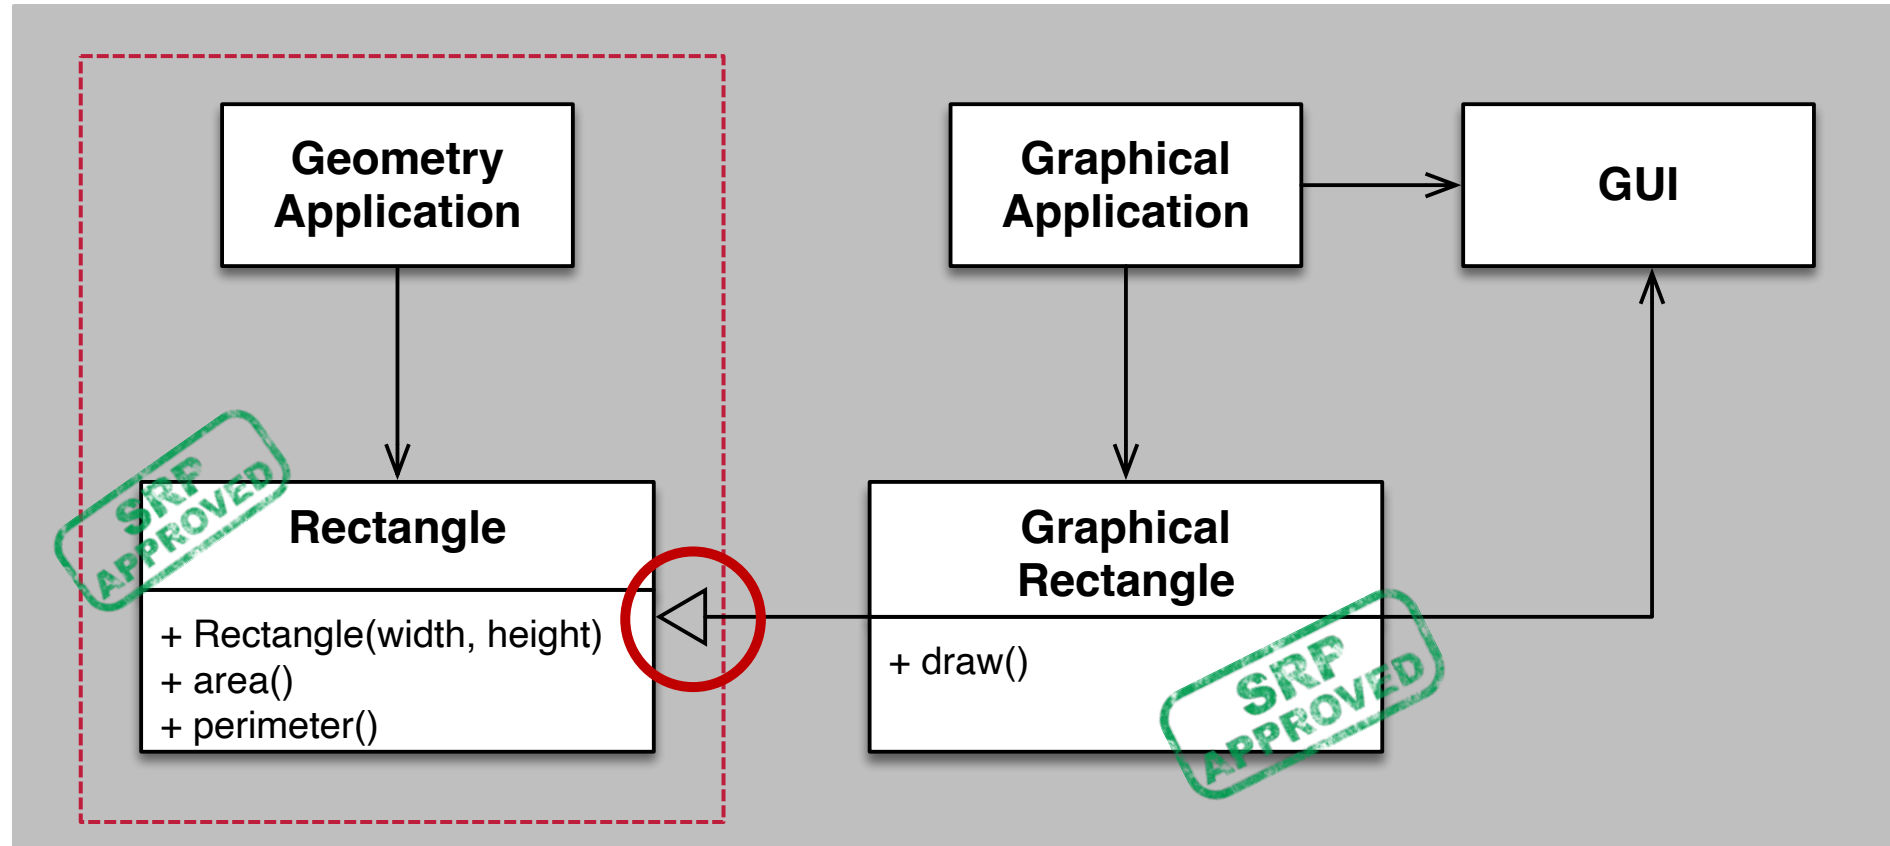 Geometry
Application
Graphical
Application
GUI
SRP
APPROVED
Rectangle
+ Rectangle(width, height)
+ area()
+ perimeter()
Graphical
Rectangle
+ draw()
SRP
APPROVED